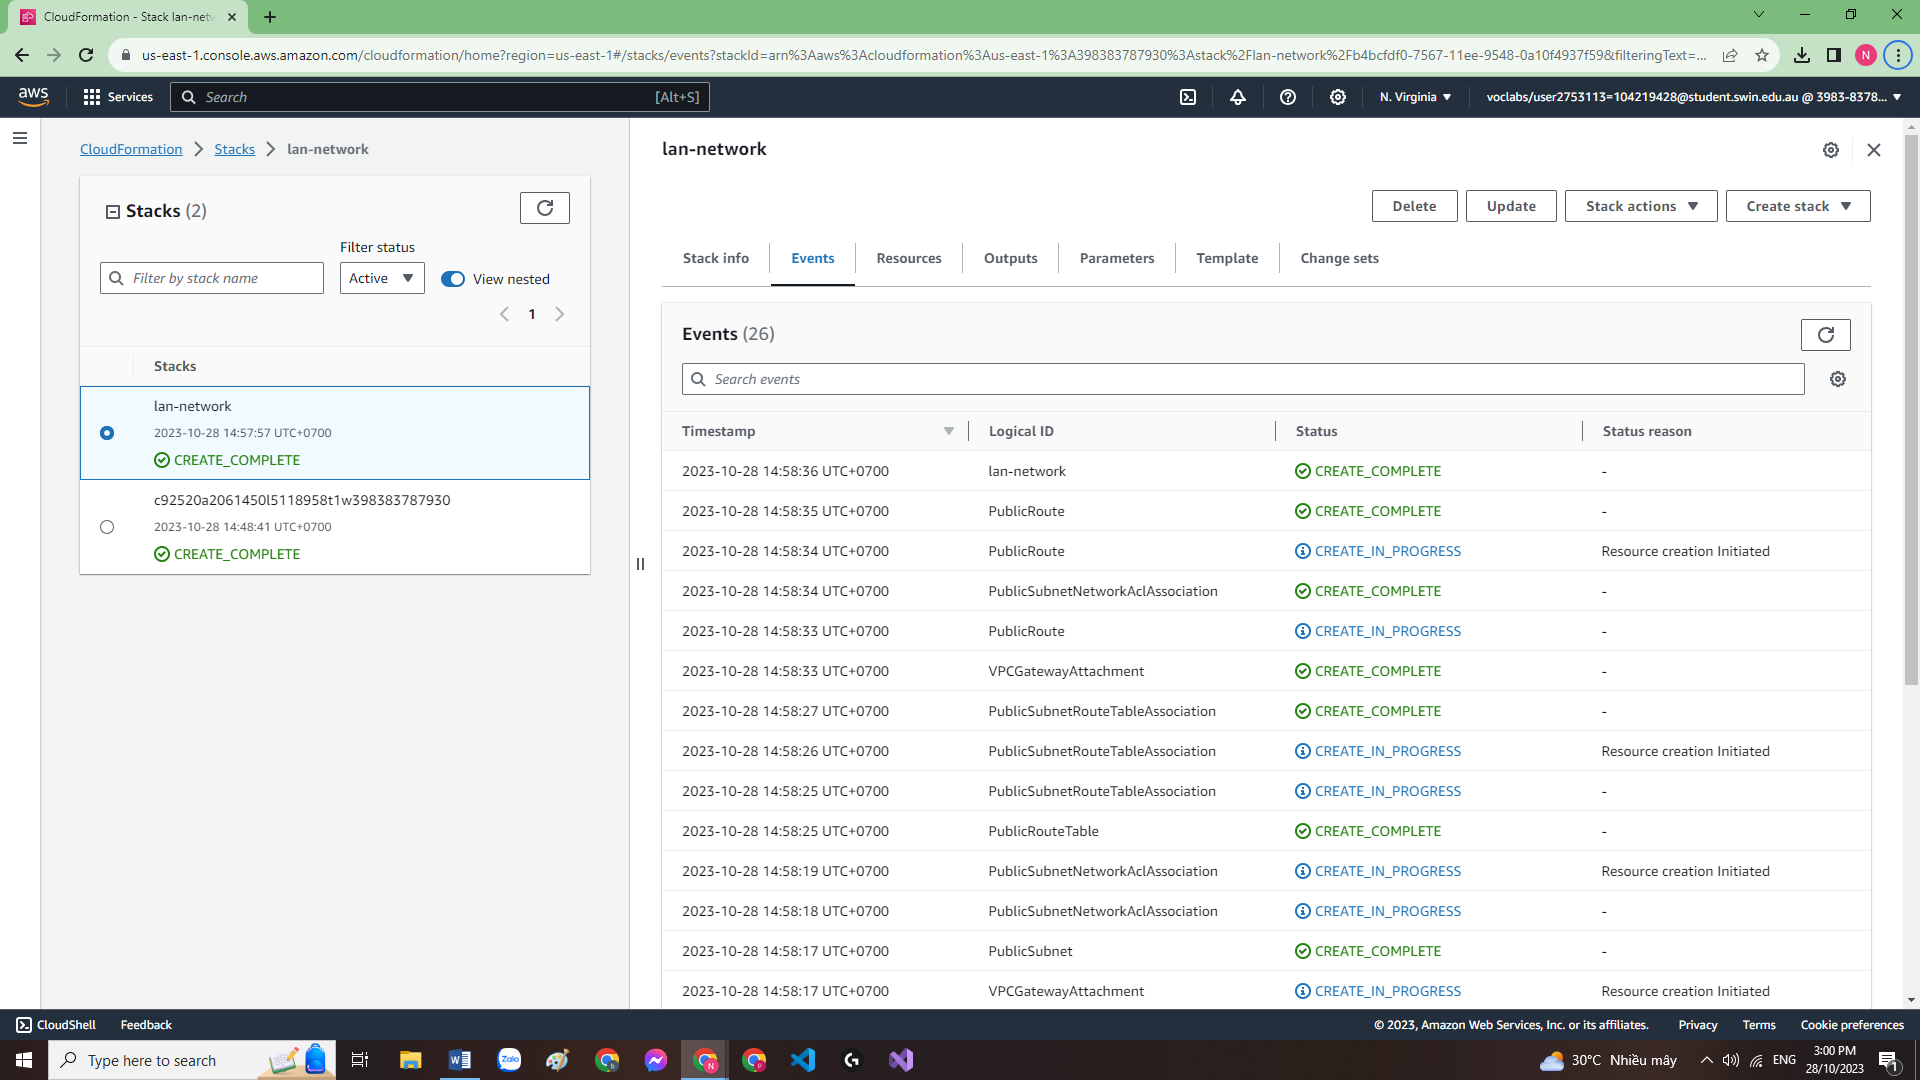 CloudFormation - Stack lan-netw
us-east-1.console.aws.amazon.com/cloudformation/home?region=us-east-1#/stacks/events?stackId=arn%3Aaws%3Acloudformation%3Aus-east-1%3A398383787930%3Astack%2Flan-network%2Fb4bcfdf0-7567-11ee-9548-0a10f4937f59&filteringText=...
N
aws
Services
Search
[Alt+S]
N. Virginia
voclabs/user2753113=104219428@student.swin.edu.au @ 3983-8378...
CloudFormation
Stacks
lan-network
Stacks (2)
Filter status
Filter by stack name
Active
View nested
1
Stacks
lan-network
2023-10-28 14:57:57 UTC+0700
CREATE_COMPLETE
c92520a2061450l5118958t1w398383787930
2023-10-28 14:48:41 UTC+0700
CREATE_COMPLETE
lan-network
Delete
Update
Stack actions
Create stack
Stack info
Events
Resources
Outputs
Parameters
Template
Change sets
Events (26)
Search events
Timestamp Logical ID Status Status reason
2023-10-28 14:58:36 UTC+0700 lan-network CREATE_COMPLETE -
2023-10-28 14:58:35 UTC+0700 PublicRoute CREATE_COMPLETE -
2023-10-28 14:58:34 UTC+0700 PublicRoute CREATE_IN_PROGRESS Resource creation Initiated
2023-10-28 14:58:34 UTC+0700 PublicSubnetNetworkAclAssociation CREATE_COMPLETE -
2023-10-28 14:58:33 UTC+0700 PublicRoute CREATE_IN_PROGRESS -
2023-10-28 14:58:33 UTC+0700 VPCGatewayAttachment CREATE_COMPLETE -
2023-10-28 14:58:27 UTC+0700 PublicSubnetRouteTableAssociation CREATE_COMPLETE -
2023-10-28 14:58:26 UTC+0700 PublicSubnetRouteTableAssociation CREATE_IN_PROGRESS Resource creation Initiated
2023-10-28 14:58:25 UTC+0700 PublicSubnetRouteTableAssociation CREATE_IN_PROGRESS -
2023-10-28 14:58:25 UTC+0700 PublicRouteTable CREATE_COMPLETE -
2023-10-28 14:58:19 UTC+0700 PublicSubnetNetworkAclAssociation CREATE_IN_PROGRESS Resource creation Initiated
2023-10-28 14:58:18 UTC+0700 PublicSubnetNetworkAclAssociation CREATE_IN_PROGRESS -
2023-10-28 14:58:17 UTC+0700 PublicSubnet CREATE_COMPLETE -
2023-10-28 14:58:17 UTC+0700 VPCGatewayAttachment CREATE_IN_PROGRESS Resource creation Initiated
CloudShell
Feedback
© 2023, Amazon Web Services, Inc. or its affiliates.
Privacy
Terms
Cookie preferences
Type here to search
Zalo
30°C Nhiều mây
ENG
3:00 PM
28/10/2023
1